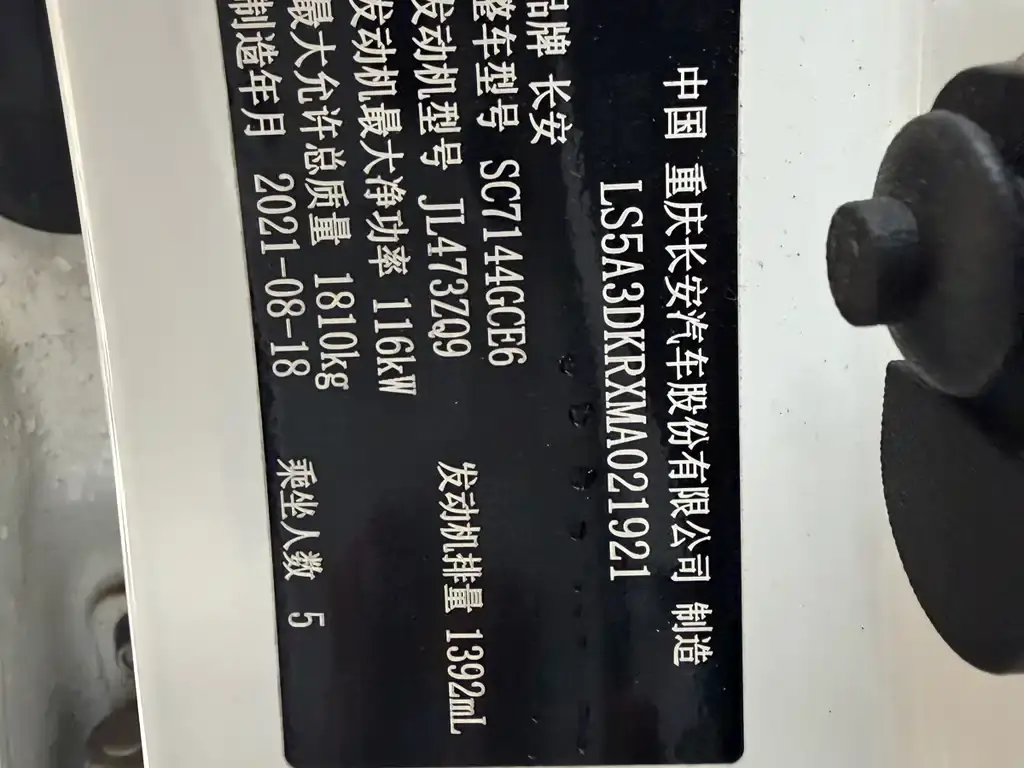 中国 重庆长安汽车股份有限公司 制造
LS5A3DKRXMA021921
品牌 长安
整车型号 SC7144GCE6
发动机型号 JL473ZQ9 发动机排量 1392mL
发动机最大净功率 116kW
最大允许总质量 1810kg
制造年月 2021-08-18 乘坐人数 5